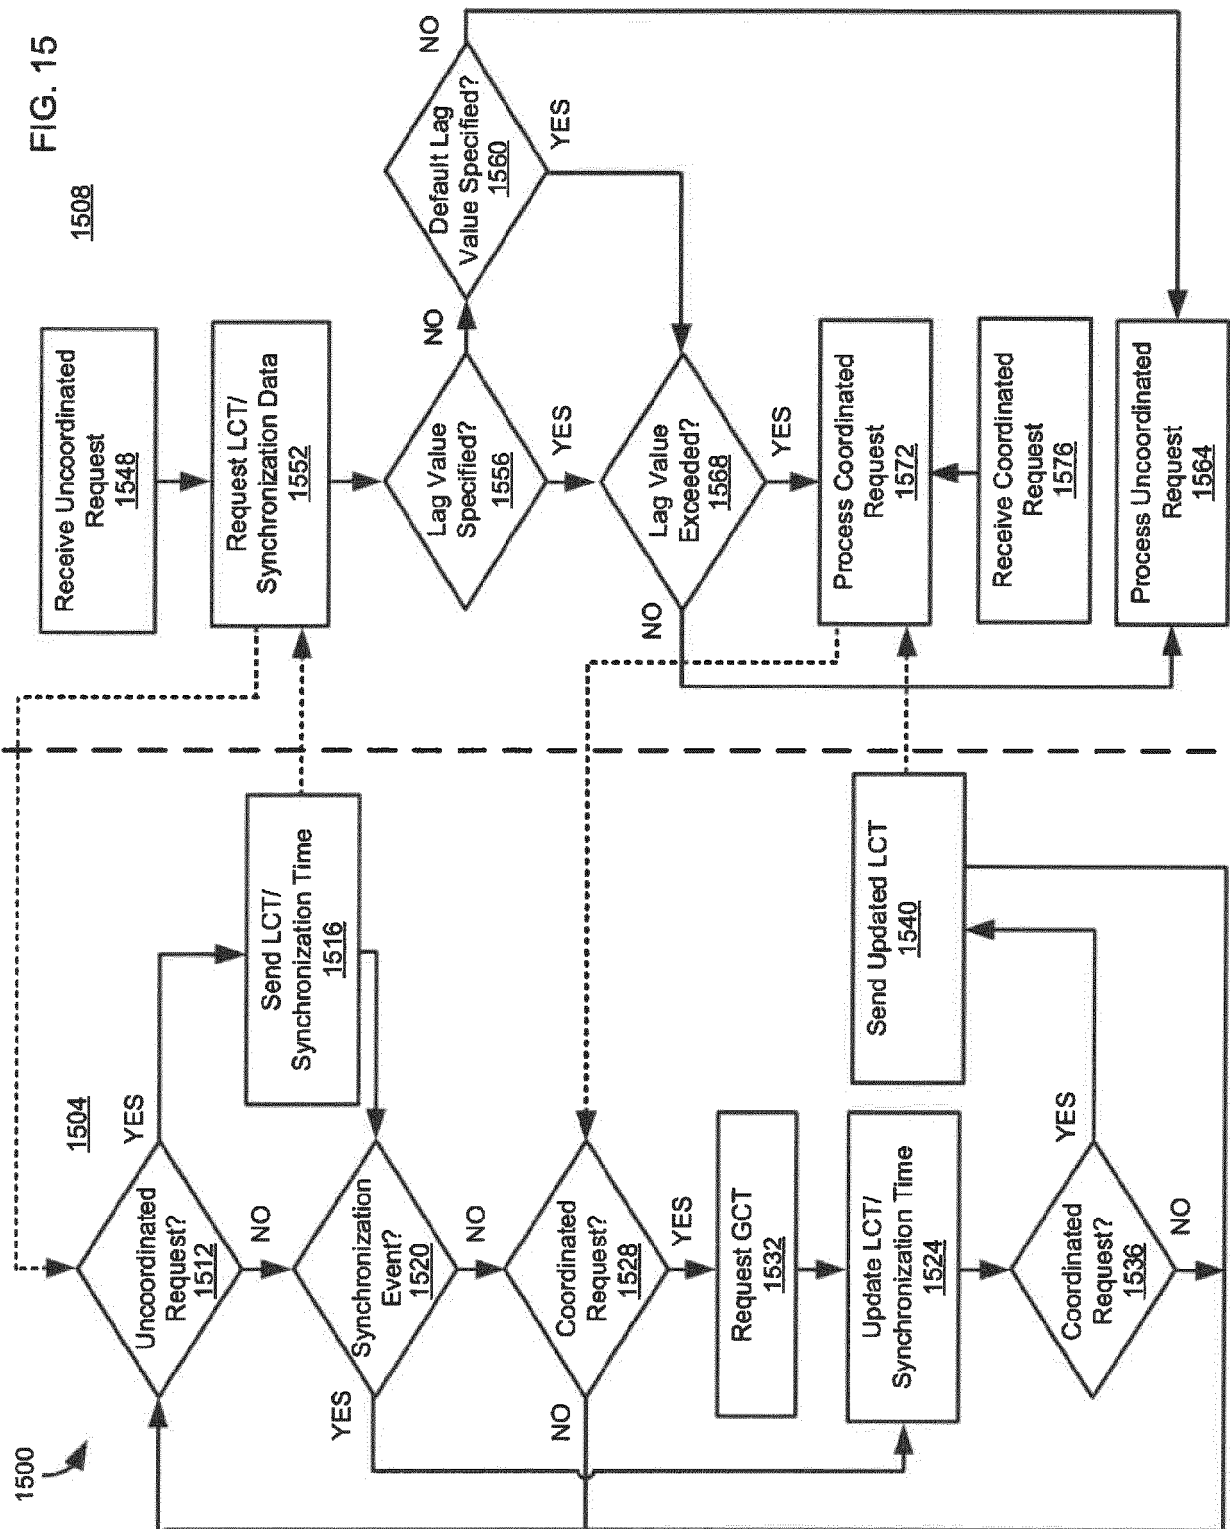 FIG. 15
1500
1504
Uncoordinated
Request?
1512
YES
NO
Send LCT/
Synchronization Time
1516
Synchronization
Event?
1520
YES
NO
Coordinated
Request?
1528
NO
YES
Request GCT
1532
Update LCT/
Synchronization Time
1524
Coordinated
Request?
1536
YES
NO
Send Updated LCT
1540
1508
Receive Uncoordinated
Request
1548
Request LCT/
Synchronization Data
1552
Lag Value
Specified?
1556
NO
YES
Default Lag
Value Specified?
1560
NO
YES
Lag Value
Exceeded?
1568
NO
YES
Process Coordinated
Request
1572
Receive Coordinated
Request
1576
Process Uncoordinated
Request
1564